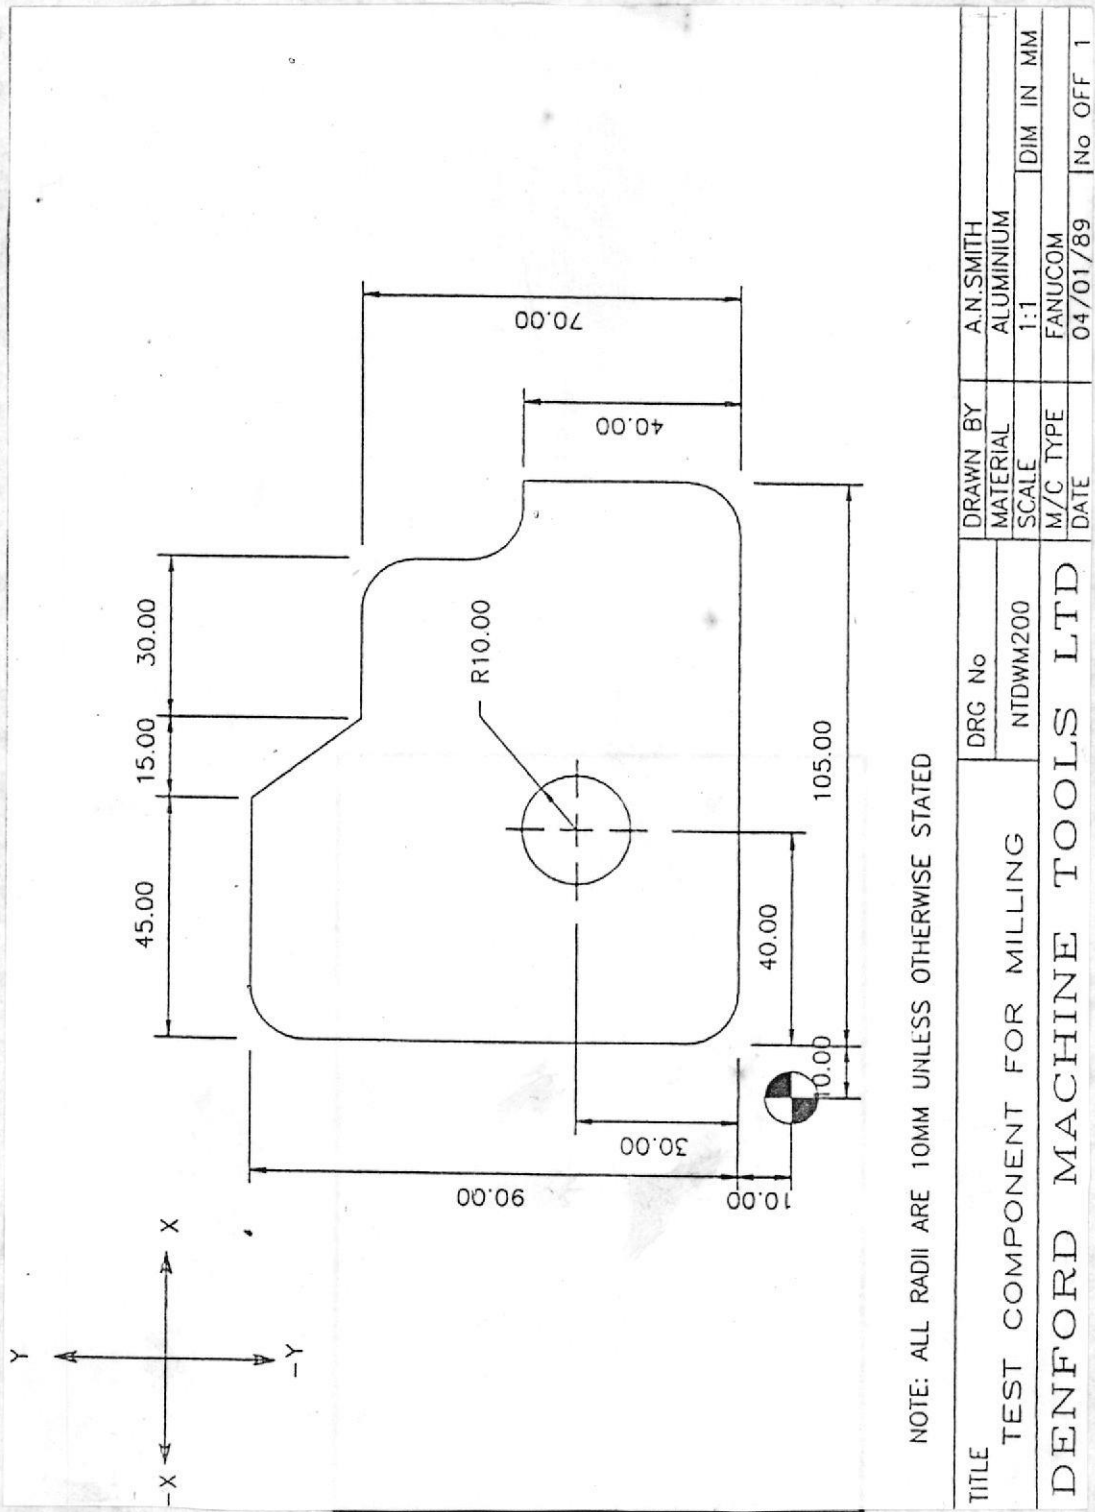 Y
-X
X
-Y
45.00
15.00
30.00
R10.00
70.00
40.00
90.00
30.00
10.00
40.00
10.00
105.00
NOTE: ALL RADII ARE 10MM UNLESS OTHERWISE STATED
TITLE
TEST COMPONENT FOR MILLING
DRG No
NTDWM200
DRAWN BY A.N.SMITH
MATERIAL ALUMINIUM
SCALE 1:1 DIM IN MM
M/C TYPE FANUCOM
DATE 04/01/89 No OFF 1
DENFORD MACHINE TOOLS LTD